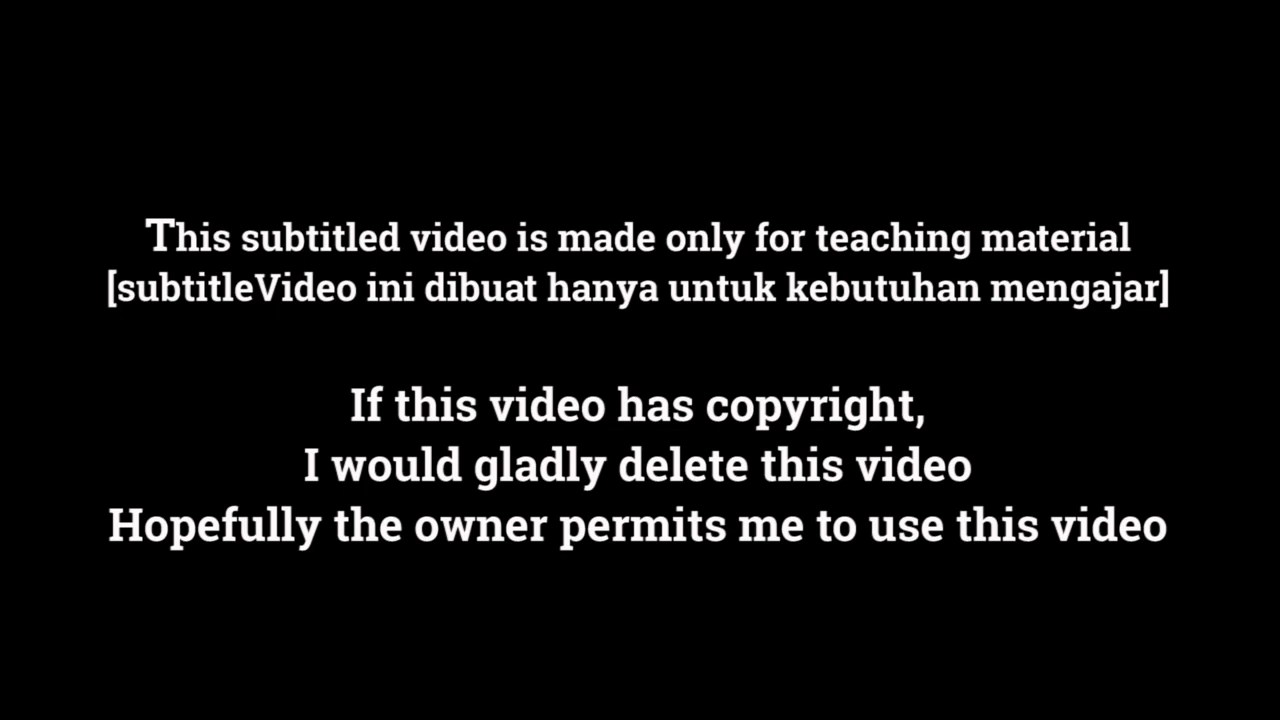 This subtitled video is made only for teaching material
[subtitleVideo ini dibuat hanya untuk kebutuhan mengajar]
If this video has copyright,
I would gladly delete this video
Hopefully the owner permits me to use this video